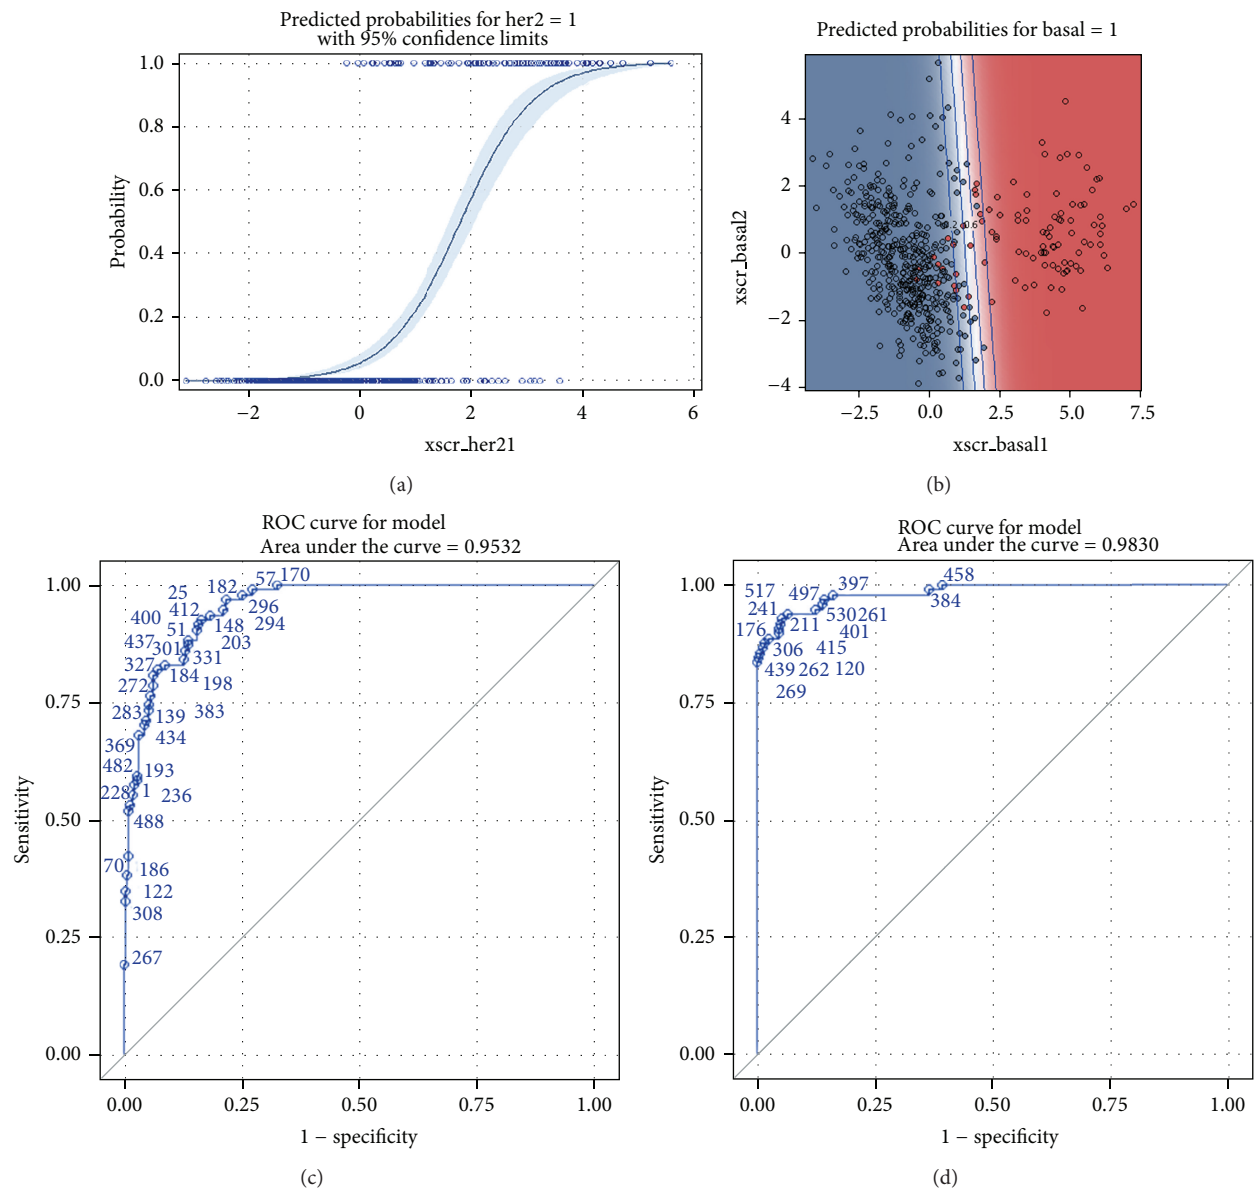 Predicted probabilities for her2 = 1
with 95% confidence limits
1.0
0.8
0.6
0.4
0.2
0.0
Probability
−2
0
2
4
6
xscr_her21
(a)
Predicted probabilities for basal = 1
4
2
0
−2
−4
xscr_basal2
0.6
−2.5
0.0
2.5
5.0
7.5
xscr_basal1
(b)
ROC curve for model
Area under the curve = 0.9532
1.00
0.75
0.50
0.25
0.00
Sensitivity
57 170
25 182
412 296
400 148 294
51 203
437 301 331
327 184 198
272
283 139 383
369 434
482 193
228 1 236
488
70 186
122
308
267
0.00
0.25
0.50
0.75
1.00
1 − specificity
(c)
ROC curve for model
Area under the curve = 0.9830
1.00
0.75
0.50
0.25
0.00
Sensitivity
458
517 497 397
384
241 530 261
176 211 401
306 415
439 262 120
269
0.00
0.25
0.50
0.75
1.00
1 − specificity
(d)